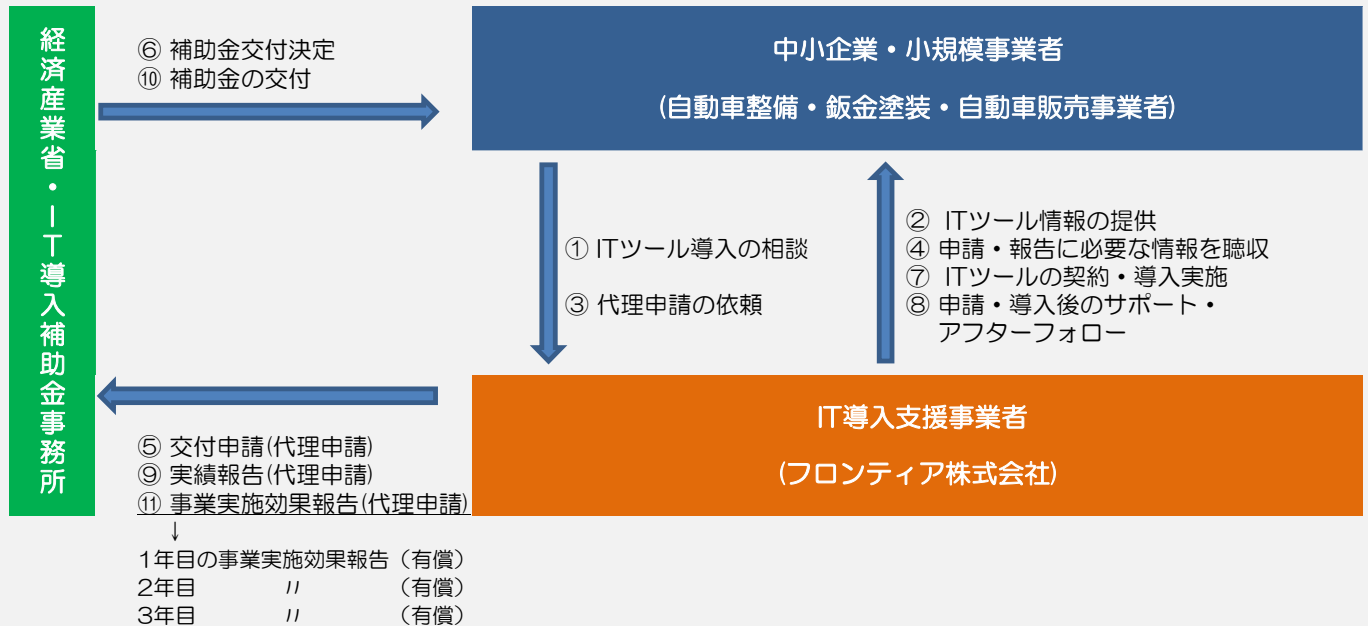 経済産業省・IT導入補助金事務所
⑥ 補助金交付決定
⑩ 補助金の交付
中小企業・小規模事業者
(自動車整備・鈑金塗装・自動車販売事業者)
① ITツール導入の相談
③ 代理申請の依頼
② ITツール情報の提供
④ 申請・報告に必要な情報を聴収
⑦ ITツールの契約・導入実施
⑧ 申請・導入後のサポート・
アフターフォロー
IT導入支援事業者
(フロンティア株式会社)
⑤ 交付申請(代理申請)
⑨ 実績報告(代理申請)
⑪ 事業実施効果報告(代理申請)
↓
1年目の事業実施効果報告（有償）
2年目 〃 （有償）
3年目 〃 （有償）